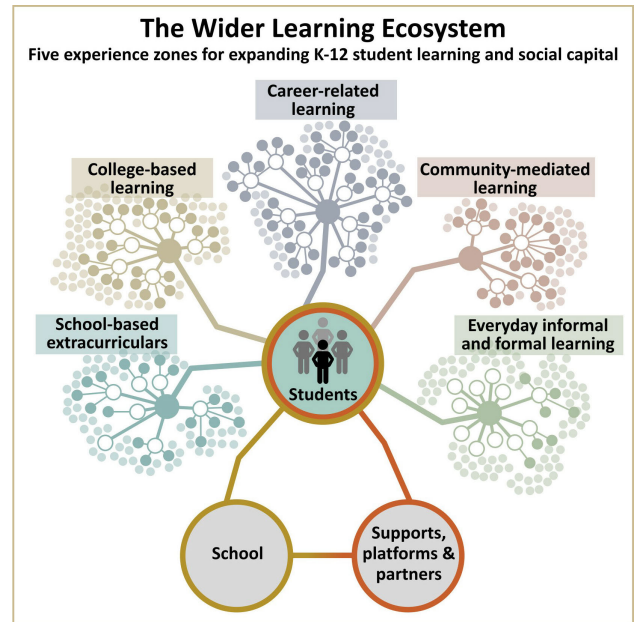 The Wider Learning Ecosystem
Five experience zones for expanding K-12 student learning and social capital
Career-related
learning
College-based
learning
Community-mediated
learning
School-based
extracurriculars
Everyday informal
and formal learning
Students
School
Supports,
platforms &
partners